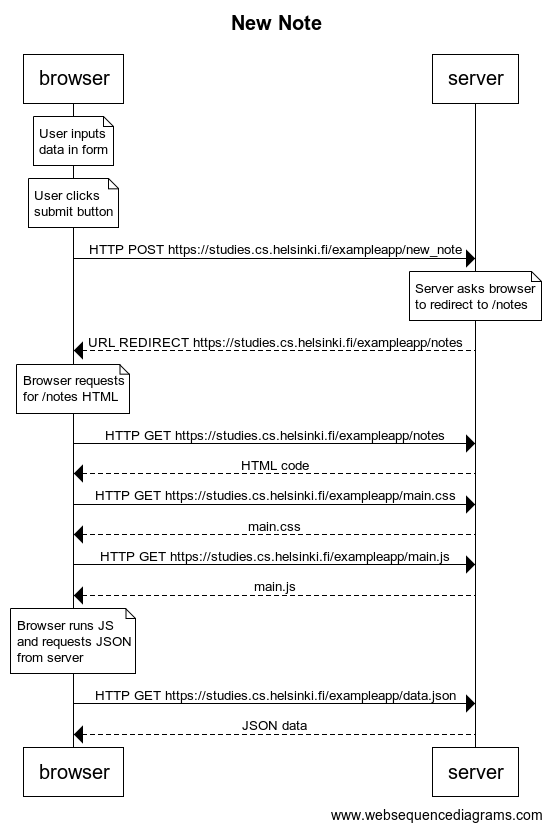 New Note
browser server
User inputs
data in form
User clicks
submit button
HTTP POST https://studies.cs.helsinki.fi/exampleapp/new_note
Server asks browser
to redirect to /notes
URL REDIRECT https://studies.cs.helsinki.fi/exampleapp/notes
Browser requests
for /notes HTML
HTTP GET https://studies.cs.helsinki.fi/exampleapp/notes
HTML code
HTTP GET https://studies.cs.helsinki.fi/exampleapp/main.css
main.css
HTTP GET https://studies.cs.helsinki.fi/exampleapp/main.js
main.js
Browser runs JS
and requests JSON
from server
HTTP GET https://studies.cs.helsinki.fi/exampleapp/data.json
JSON data
browser server
www.websequencediagrams.com